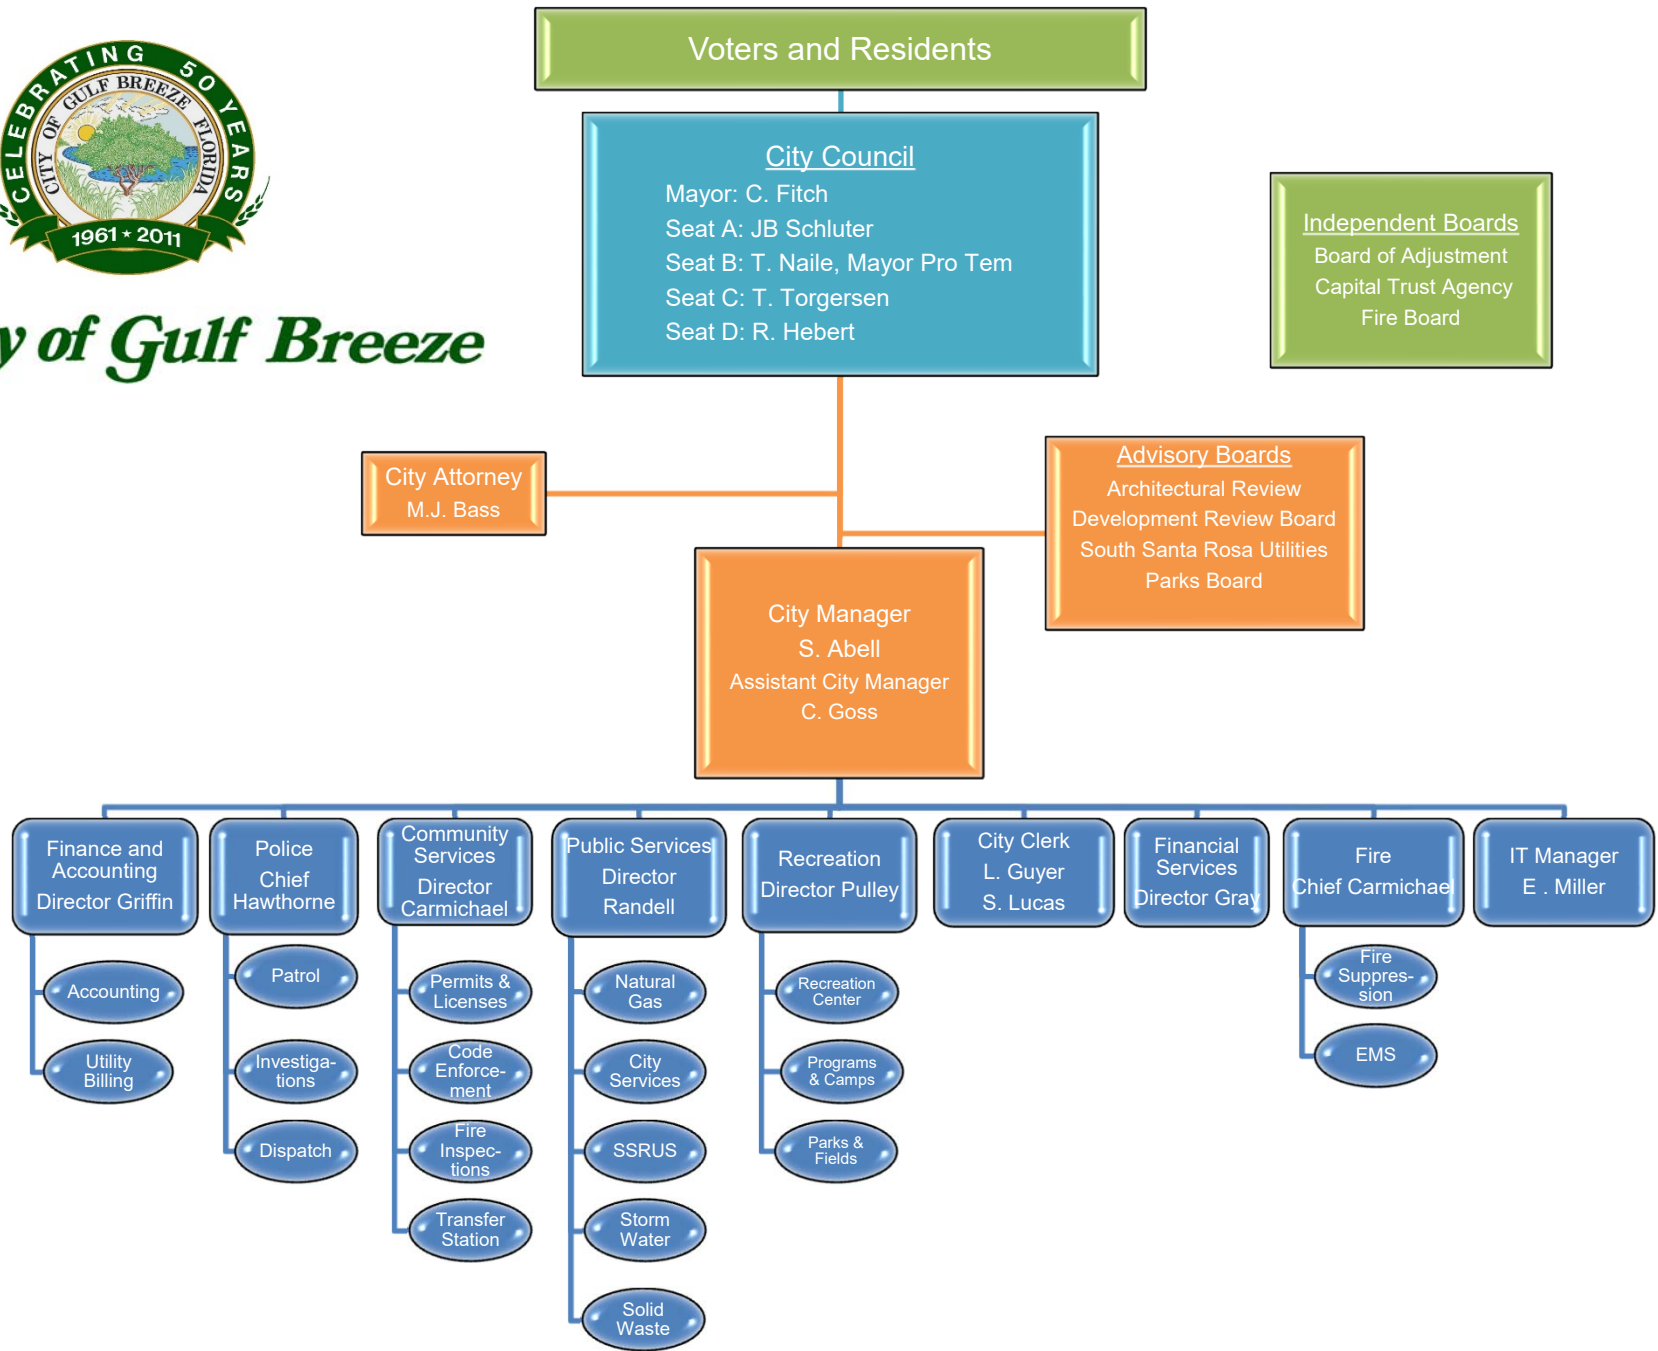 CELEBRATING 50 YEARS
CITY OF GULF BREEZE FLORIDA
1961 ★ 2011
y of Gulf Breeze
Voters and Residents
City Council
Mayor: C. Fitch
Seat A: JB Schluter
Seat B: T. Naile, Mayor Pro Tem
Seat C: T. Torgersen
Seat D: R. Hebert
Independent Boards
Board of Adjustment
Capital Trust Agency
Fire Board
City Attorney
M.J. Bass
Advisory Boards
Architectural Review
Development Review Board
South Santa Rosa Utilities
Parks Board
City Manager
S. Abell
Assistant City Manager
C. Goss
Finance and
Accounting
Director Griffin
Accounting
Utility
Billing
Police
Chief
Hawthorne
Patrol
Investiga-
tions
Dispatch
Community
Services
Director
Carmichael
Permits &
Licenses
Code
Enforce-
ment
Fire
Inspec-
tions
Transfer
Station
Public Services
Director
Randell
Natural
Gas
City
Services
SSRUS
Storm
Water
Solid
Waste
Recreation
Director Pulley
Recreation
Center
Programs
& Camps
Parks &
Fields
City Clerk
L. Guyer
S. Lucas
Financial
Services
Director Gray
Fire
Chief Carmichael
Fire
Suppres-
sion
EMS
IT Manager
E . Miller